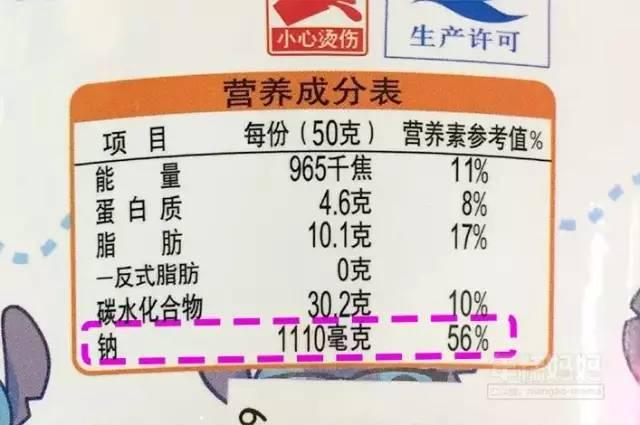 小心烫伤
生产许可
营养成分表
项 目 每份（50克） 营养素参考值%
能 量 965千焦 11%
蛋 白 质 4.6克 8%
脂 肪 10.1克 17%
—反式脂肪 0克
碳水化合物 30.2克 10%
钠 1110毫克 56%